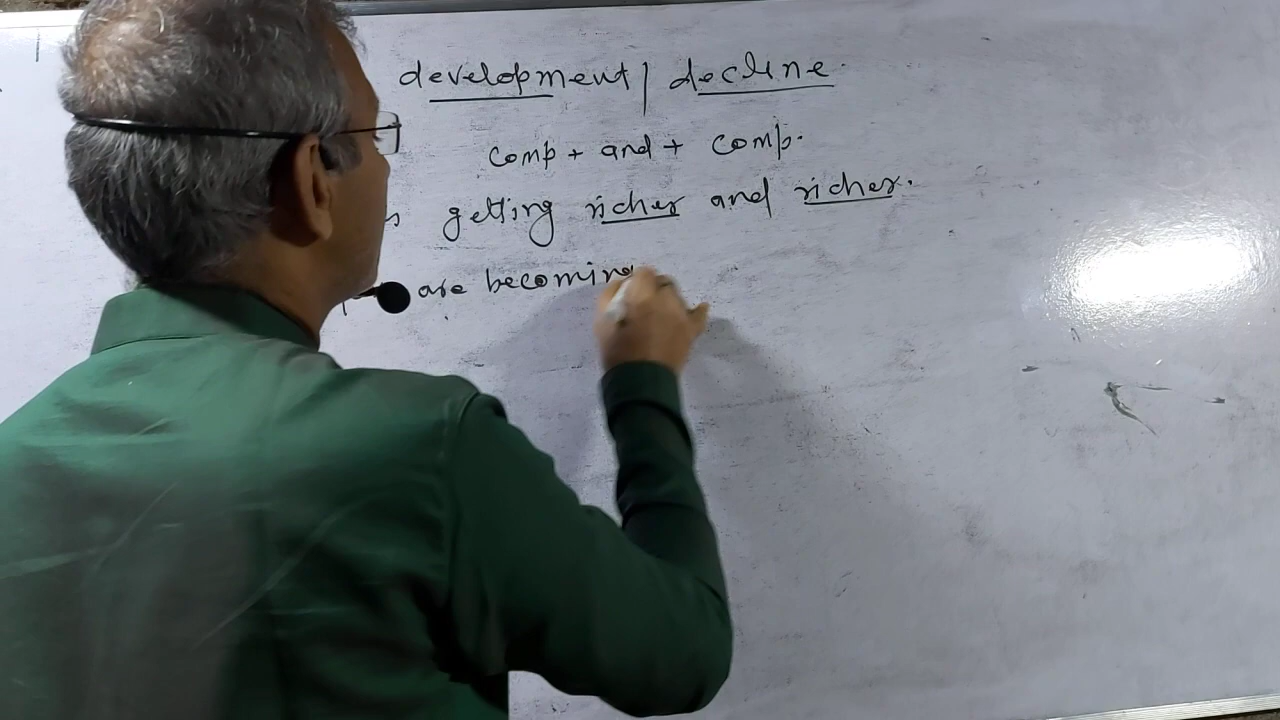 development / decline.
comp + and + comp.
s getting richer and richer.
are becoming